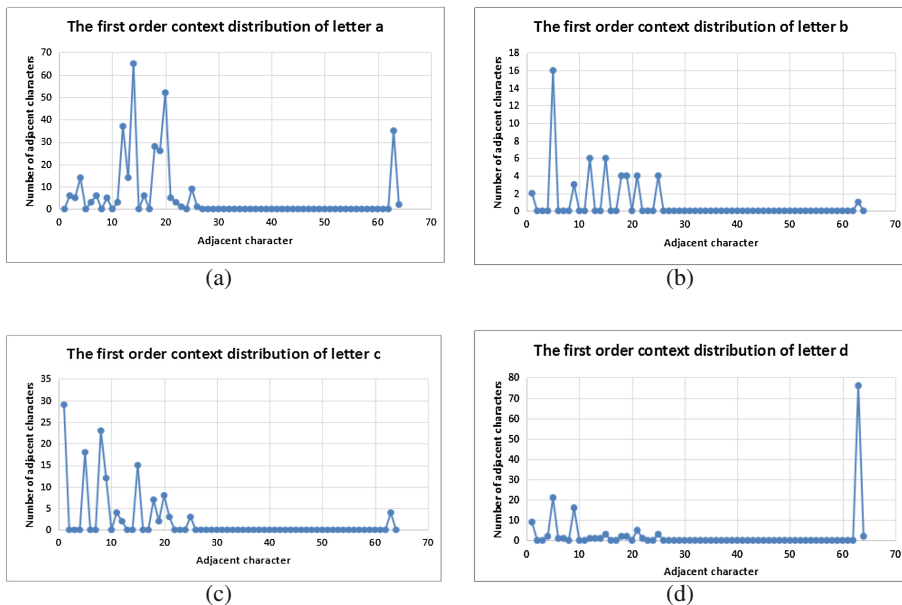 The first order context distribution of letter a
Number of adjacent characters
70
60
50
40
30
20
10
0
0 10 20 30 40 50 60 70
Adjacent character
(a)
The first order context distribution of letter b
Number of adjacent characters
18
16
14
12
10
8
6
4
2
0
0 10 20 30 40 50 60 70
Adjacent character
(b)
The first order context distribution of letter c
Number of adjacent characters
35
30
25
20
15
10
5
0
0 10 20 30 40 50 60 70
Adjacent character
(c)
The first order context distribution of letter d
Number of adjacent characters
80
70
60
50
40
30
20
10
0
0 10 20 30 40 50 60 70
Adjacent character
(d)